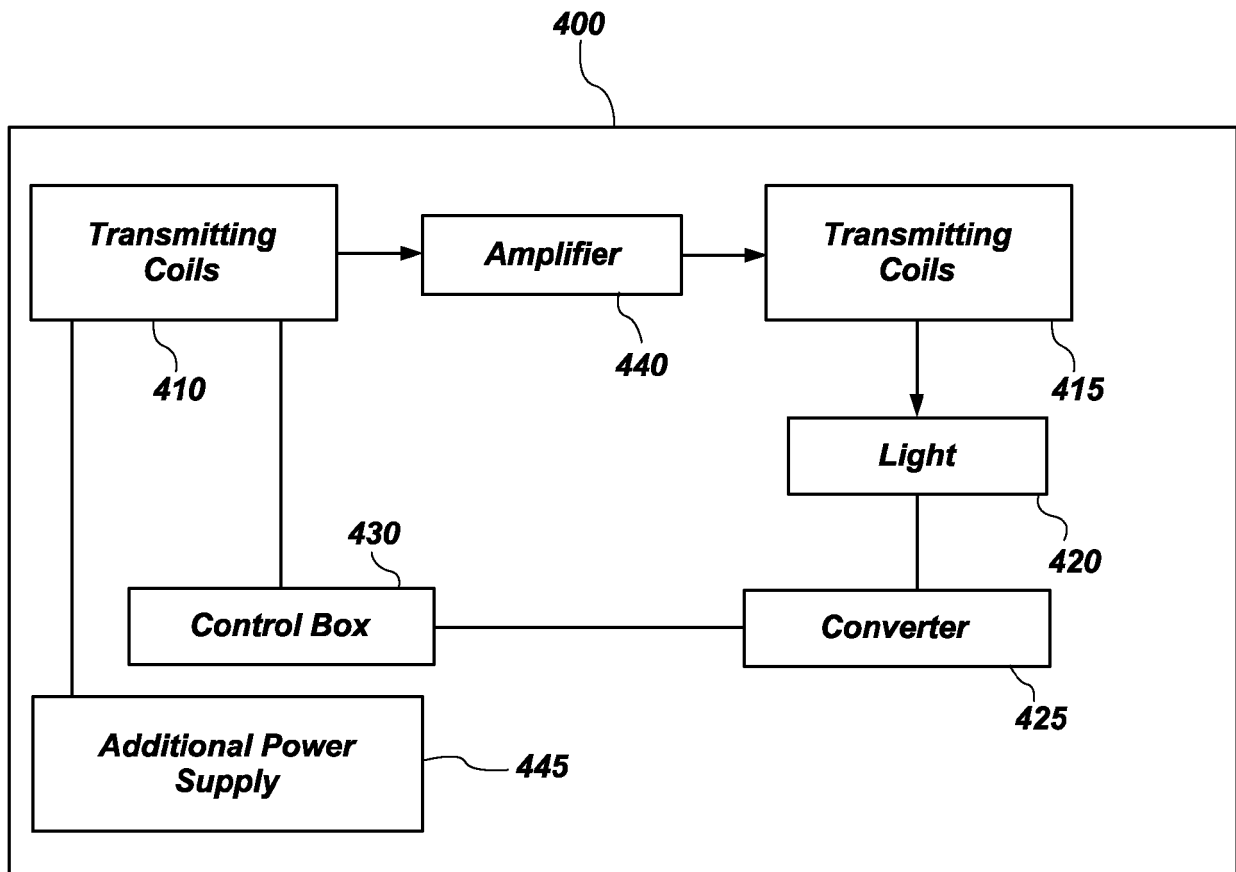 400
Transmitting
Coils
Amplifier
Transmitting
Coils
410
440
415
Light
420
430
Control Box
Converter
425
Additional Power
Supply
445